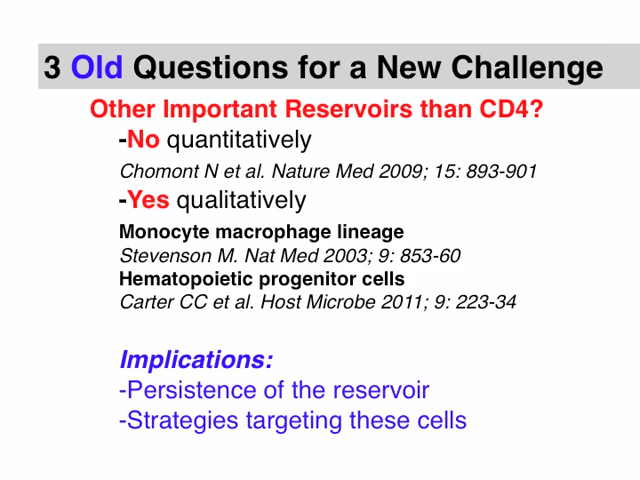 3 Old Questions for a New Challenge
Other Important Reservoirs than CD4?
-No quantitatively
Chomont N et al. Nature Med 2009; 15: 893-901
-Yes qualitatively
Monocyte macrophage lineage
Stevenson M. Nat Med 2003; 9: 853-60
Hematopoietic progenitor cells
Carter CC et al. Host Microbe 2011; 9: 223-34
Implications:
-Persistence of the reservoir
-Strategies targeting these cells